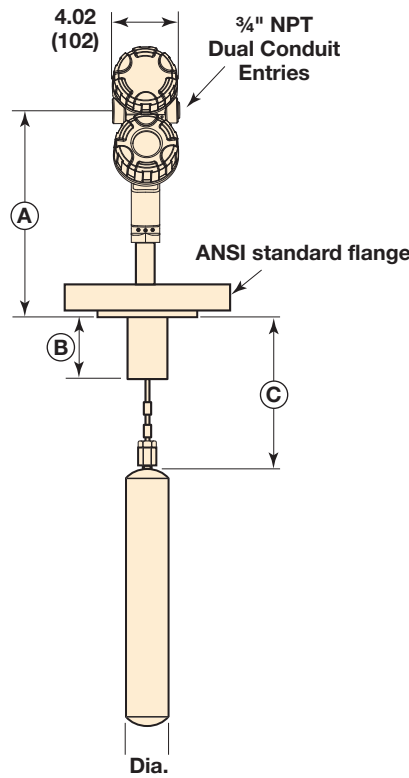 4.02
(102)
¾" NPT
Dual Conduit
Entries
A
ANSI standard flange
B
C
Dia.